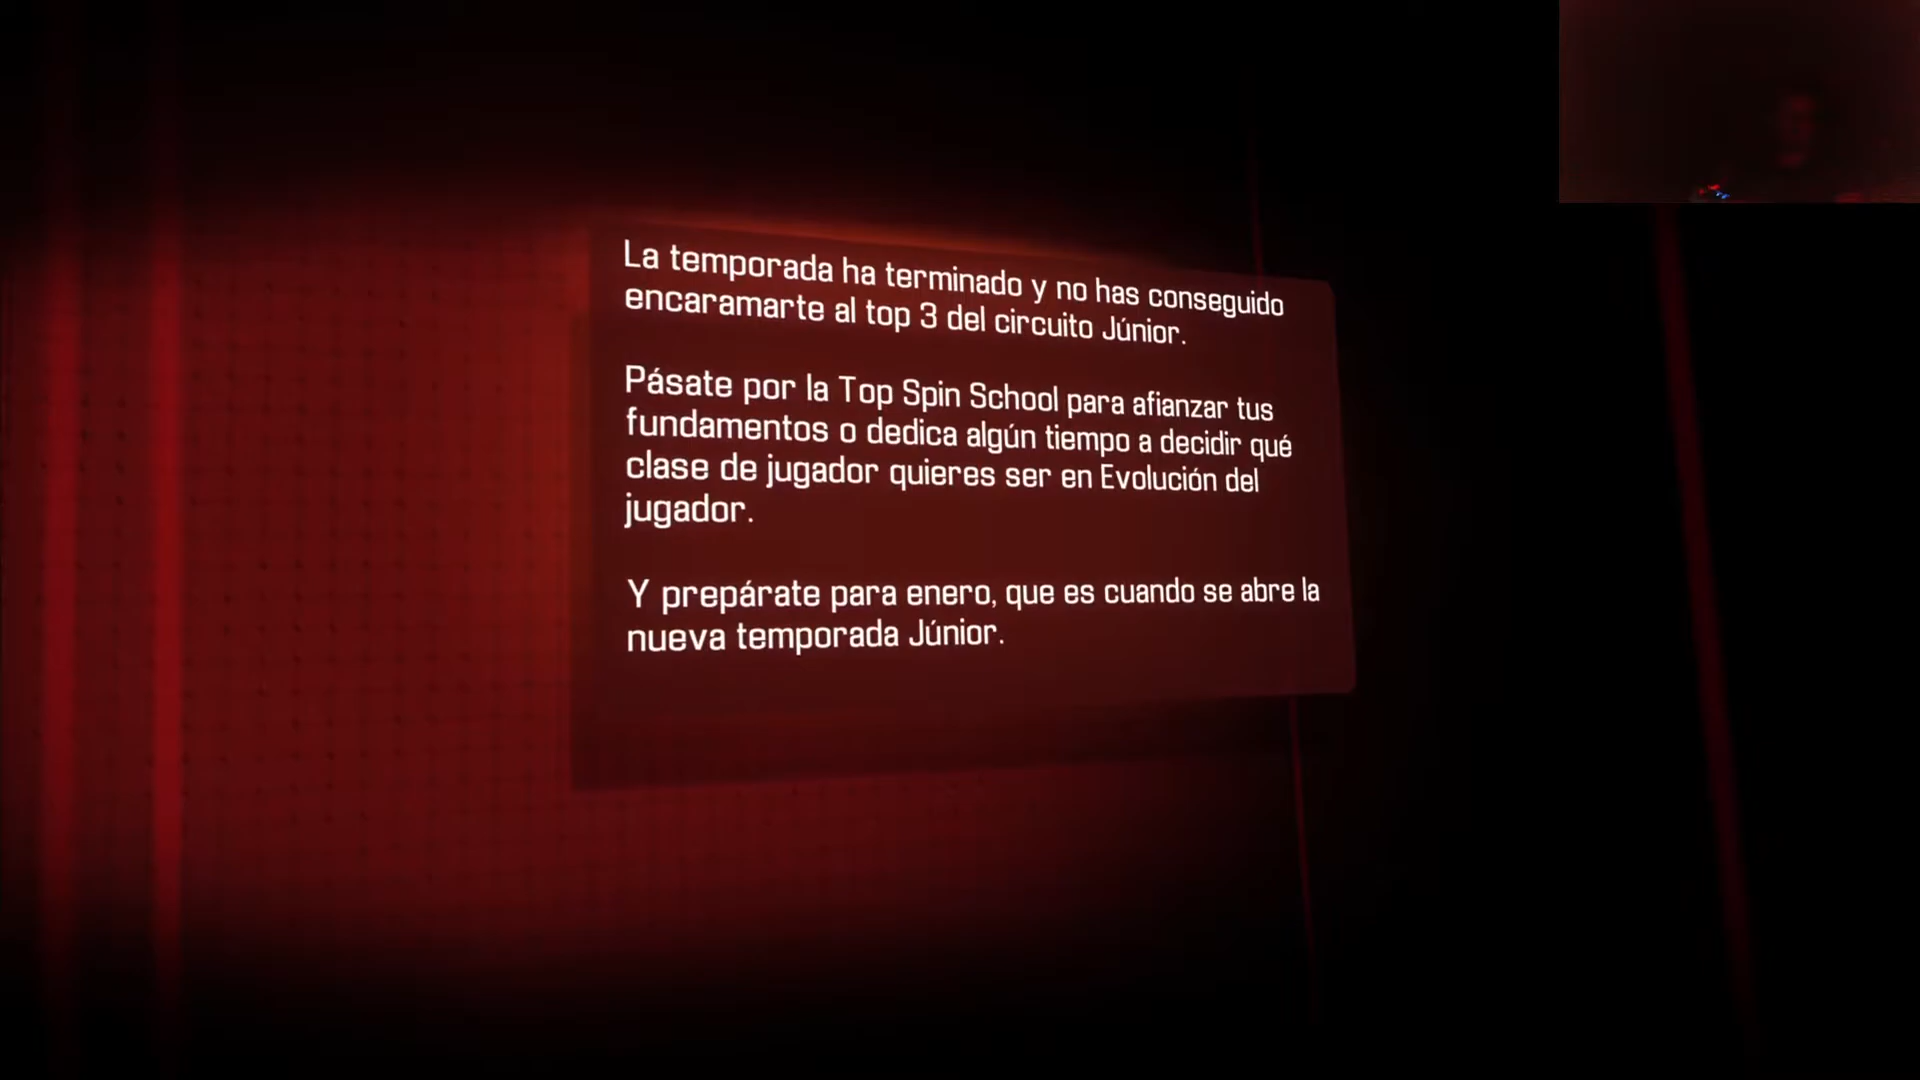 La temporada ha terminado y no has conseguido
encaramarte al top 3 del circuito Júnior.
Pásate por la Top Spin School para afianzar tus
fundamentos o dedica algún tiempo a decidir qué
clase de jugador quieres ser en Evolución del
jugador.
Y prepárate para enero, que es cuando se abre la
nueva temporada Júnior.